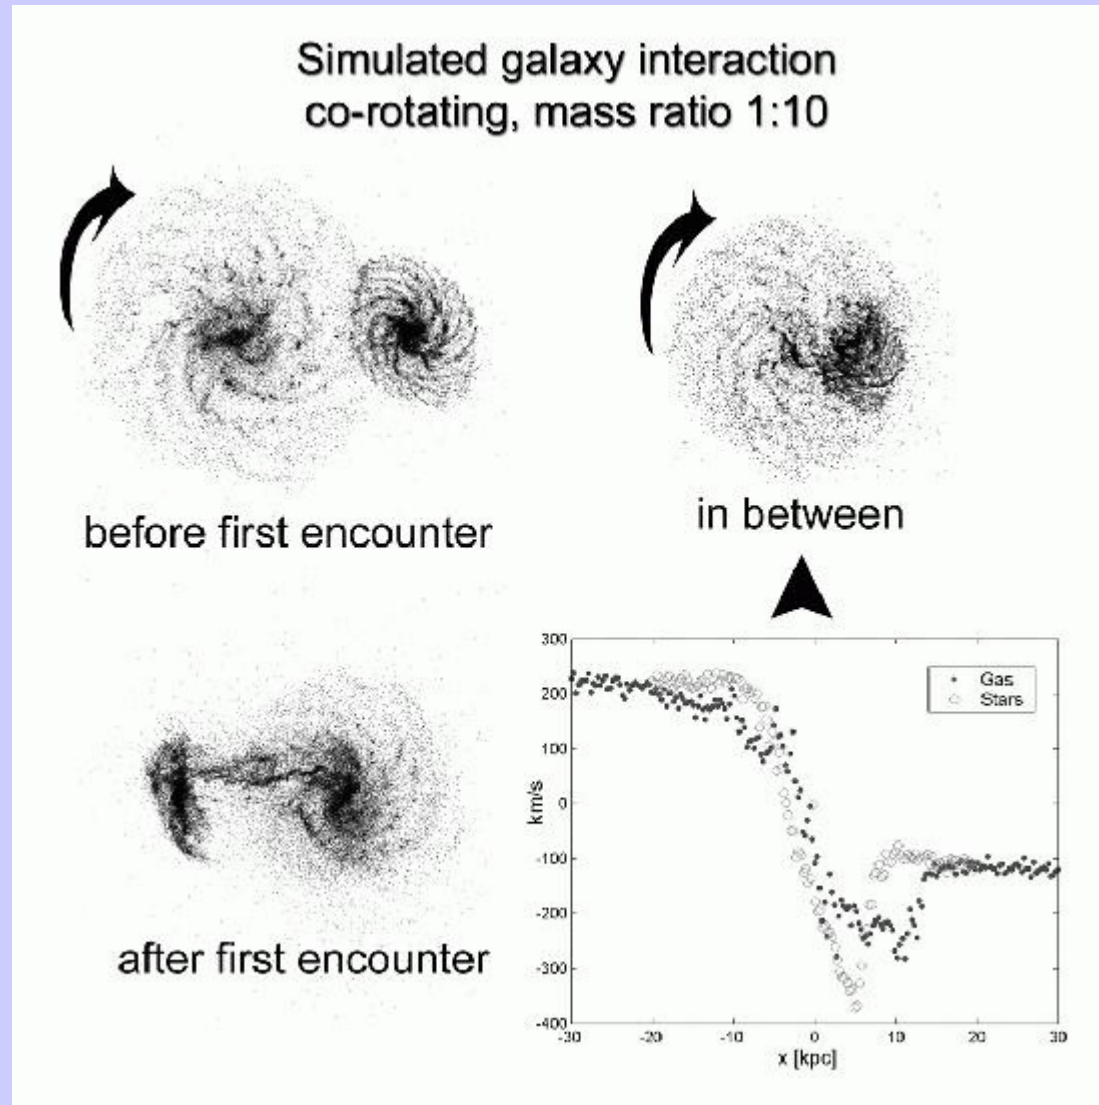 Simulated galaxy interaction
co-rotating, mass ratio 1:10
before first encounter
in between
after first encounter
300
200
100
0
-100
-200
-300
-400
km/s
Gas
Stars
-30
-20
-10
0
10
20
30
x [kpc]